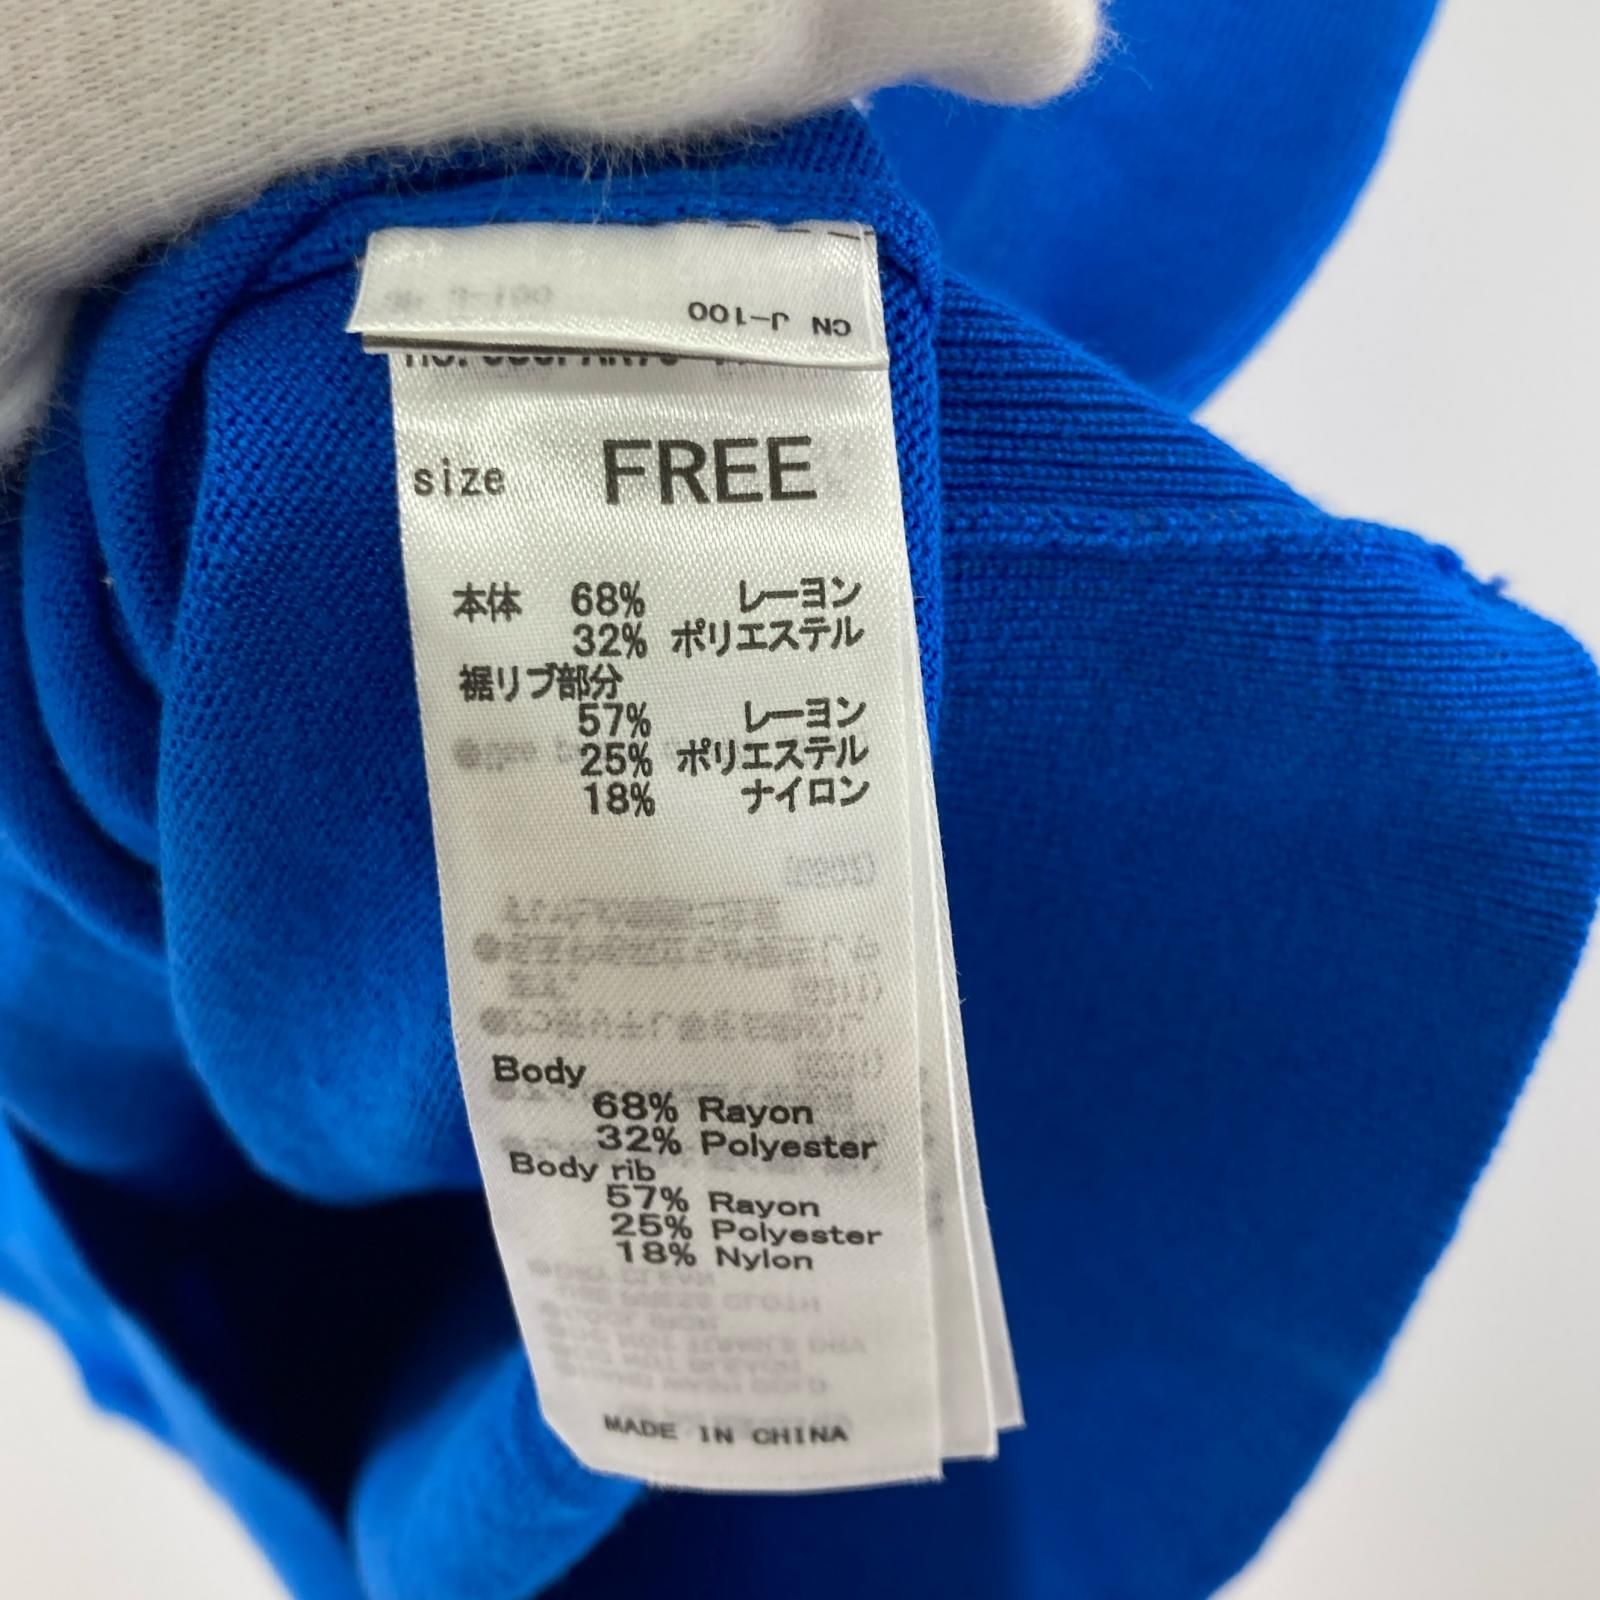 CN J-100
size FREE
本体 68% レーヨン
32% ポリエステル
裾リブ部分
57% レーヨン
25% ポリエステル
18% ナイロン
Body
68% Rayon
32% Polyester
Body rib
57% Rayon
25% Polyester
18% Nylon
MADE IN CHINA